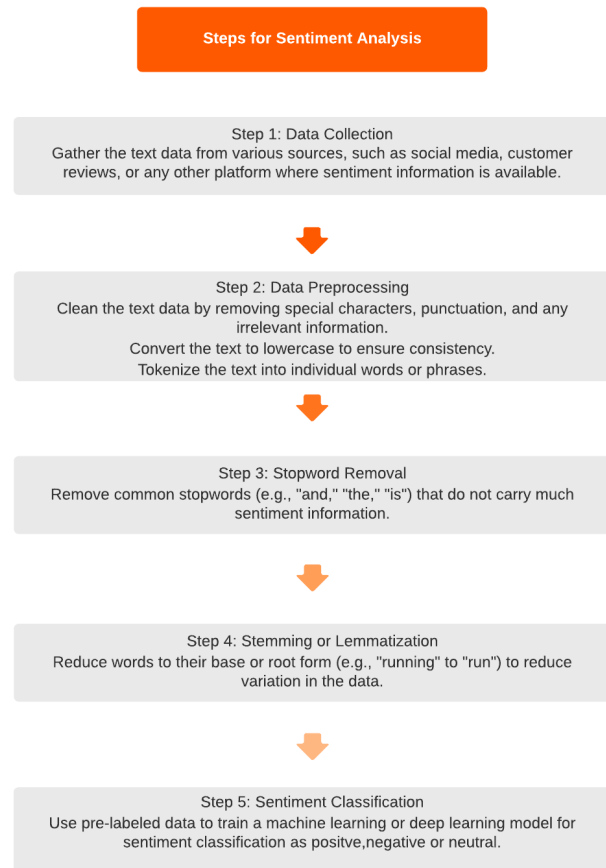 Steps for Sentiment Analysis
Step 1: Data Collection
Gather the text data from various sources, such as social media, customer
reviews, or any other platform where sentiment information is available.
Step 2: Data Preprocessing
Clean the text data by removing special characters, punctuation, and any
irrelevant information.
Convert the text to lowercase to ensure consistency.
Tokenize the text into individual words or phrases.
Step 3: Stopword Removal
Remove common stopwords (e.g., "and," "the," "is") that do not carry much
sentiment information.
Step 4: Stemming or Lemmatization
Reduce words to their base or root form (e.g., "running" to "run") to reduce
variation in the data.
Step 5: Sentiment Classification
Use pre-labeled data to train a machine learning or deep learning model for
sentiment classification as positve,negative or neutral.